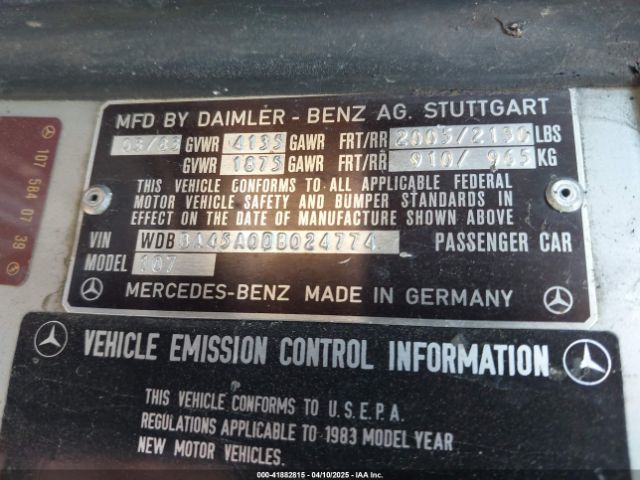 MFD BY DAIMLER - BENZ AG. STUTTGART
03/83 GVWR 4135 GAWR FRT/RR 2005/2130 LBS
GVWR 1875 GAWR FRT/RR 910/ 965 KG
THIS VEHICLE CONFORMS TO ALL APPLICABLE FEDERAL
MOTOR VEHICLE SAFETY AND BUMPER STANDARDS IN
EFFECT ON THE DATE OF MANUFACTURE SHOWN ABOVE
VIN WDBBA45A0DB024774 PASSENGER CAR
MODEL 107
MERCEDES-BENZ MADE IN GERMANY
107 584 07 39
VEHICLE EMISSION CONTROL INFORMATION
THIS VEHICLE CONFORMS TO U.S.E.P.A.
REGULATIONS APPLICABLE TO 1983 MODEL YEAR
NEW MOTOR VEHICLES.
000-41882815 - 04/10/2025 - IAA Inc.